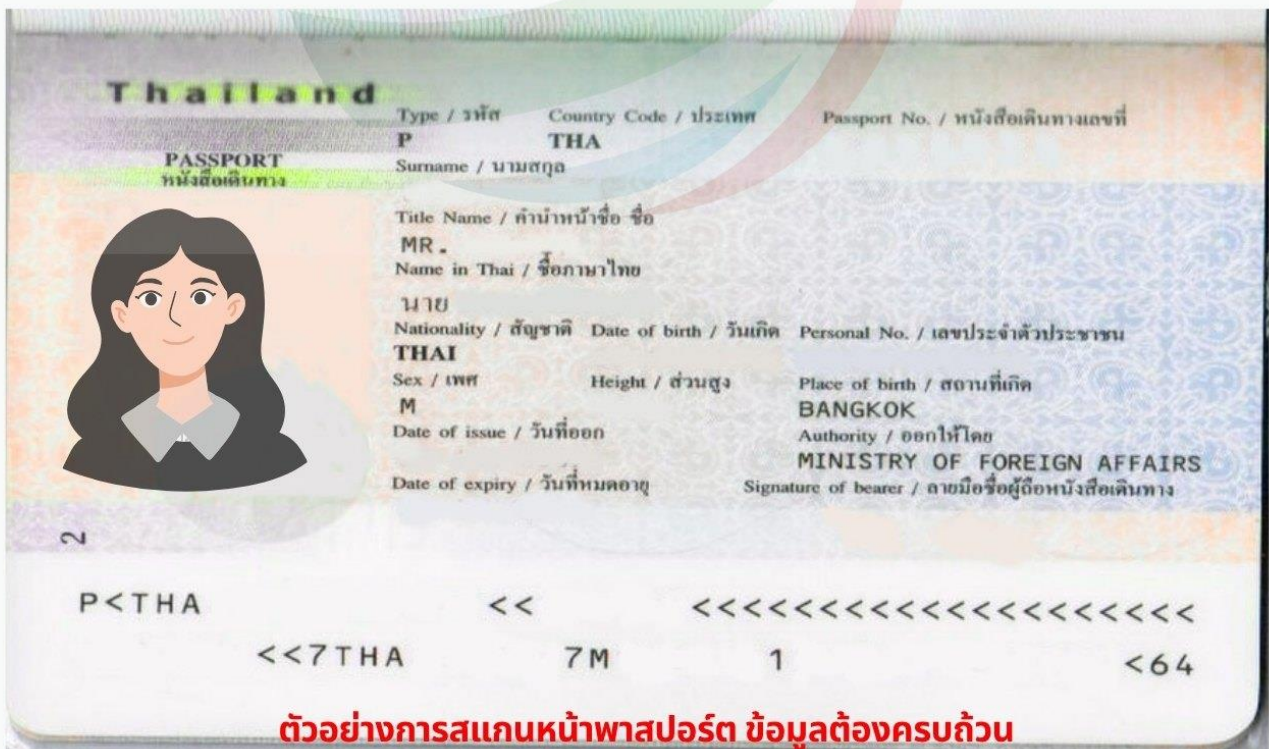 Thailand
PASSPORT
หนังสือเดินทาง
Type / รหัส Country Code / ประเทศ Passport No. / หนังสือเดินทางเลขที่
P THA
Surname / นามสกุล
Title Name / คำนำหน้าชื่อ ชื่อ
MR.
Name in Thai / ชื่อภาษาไทย
นาย
Nationality / สัญชาติ Date of birth / วันเกิด Personal No. / เลขประจำตัวประชาชน
THAI
Sex / เพศ Height / ส่วนสูง Place of birth / สถานที่เกิด
M BANGKOK
Date of issue / วันที่ออก Authority / ออกให้โดย
MINISTRY OF FOREIGN AFFAIRS
Date of expiry / วันที่หมดอายุ Signature of bearer / ลายมือชื่อผู้ถือหนังสือเดินทาง
2
P<THA << <<<<<<<<<<<<<<<<<<<<<
<<7THA 7M 1 <64
ตัวอย่างการสแกนหน้าพาสปอร์ต ข้อมูลต้องครบถ้วน